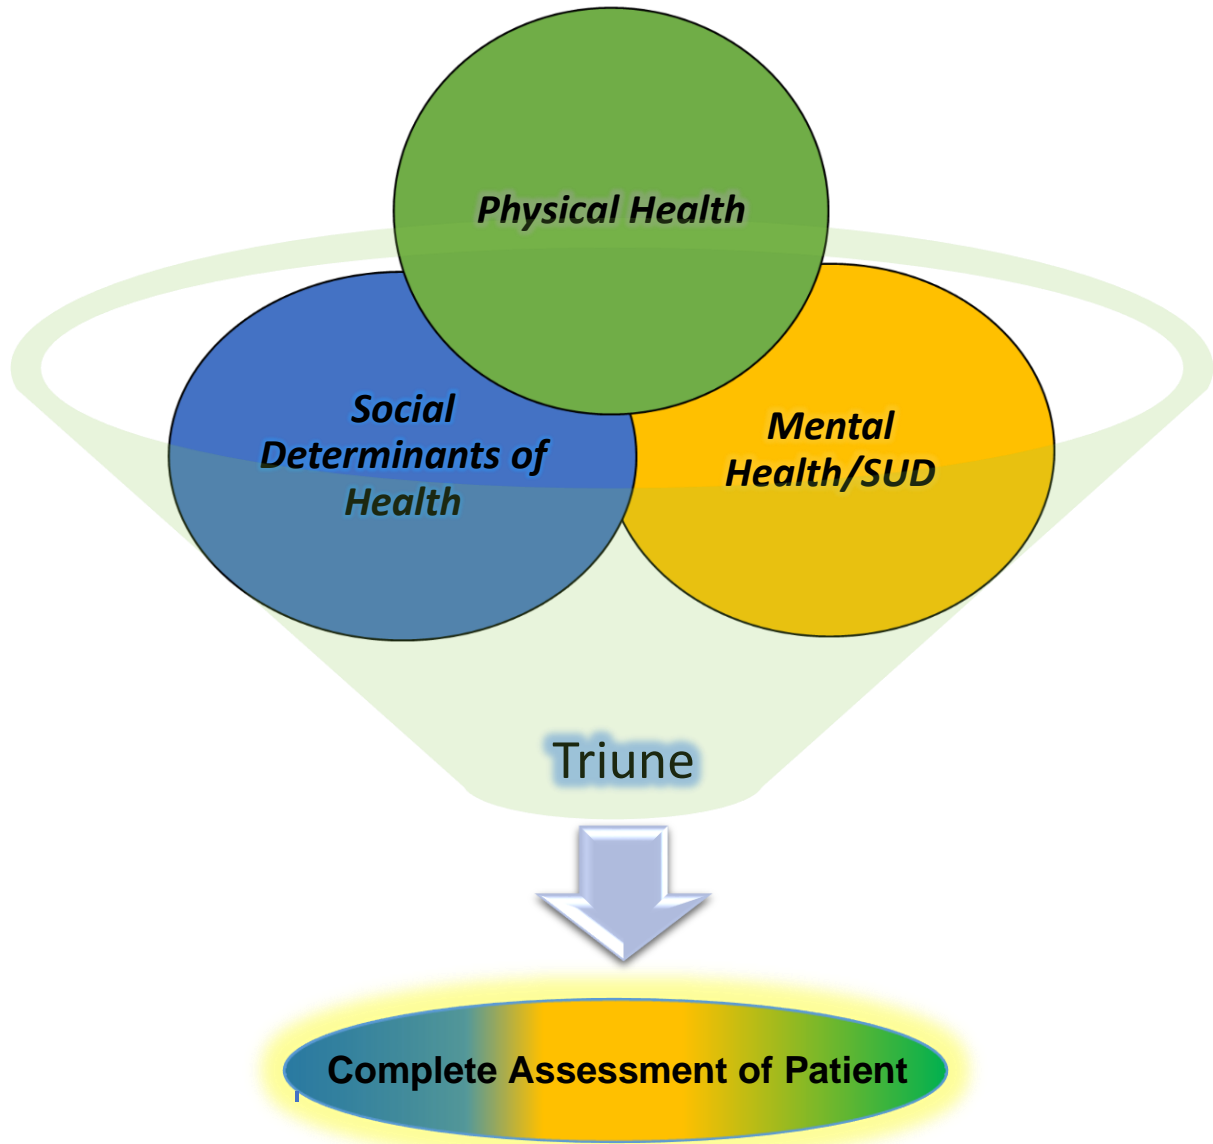 Physical Health
Social
Determinants of
Health
Mental
Health/SUD
Triune
Complete Assessment of Patient